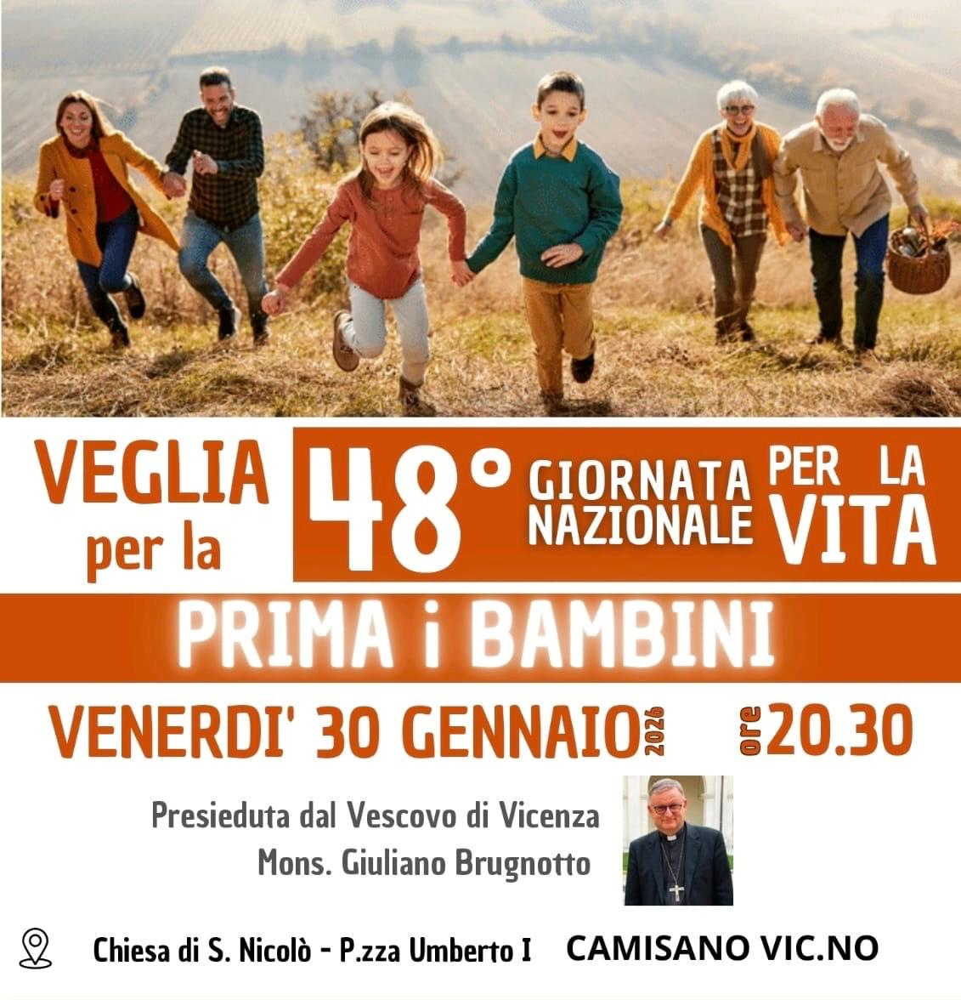 VEGLIA
per la
48° GIORNATA NAZIONALE PER LA VITA
PRIMA i BAMBINI
VENERDI' 30 GENNAIO 2026 ore 20.30
Presieduta dal Vescovo di Vicenza
Mons. Giuliano Brugnotto
Chiesa di S. Nicolò - P.zza Umberto I CAMISANO VIC.NO